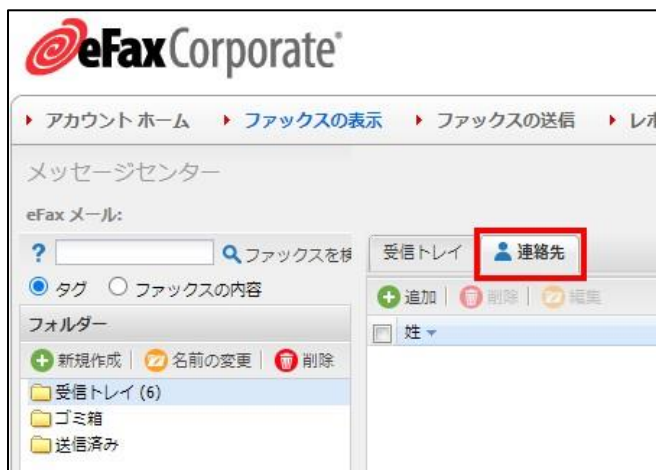 eFax Corporate®
アカウント ホーム ファックスの表示 ファックスの送信
メッセージセンター
eFax メール:
? ファックスを検
タグ ファックスの内容
フォルダー
新規作成 名前の変更 削除
受信トレイ (6)
ゴミ箱
送信済み
受信トレイ 連絡先
追加 削除 編集
姓